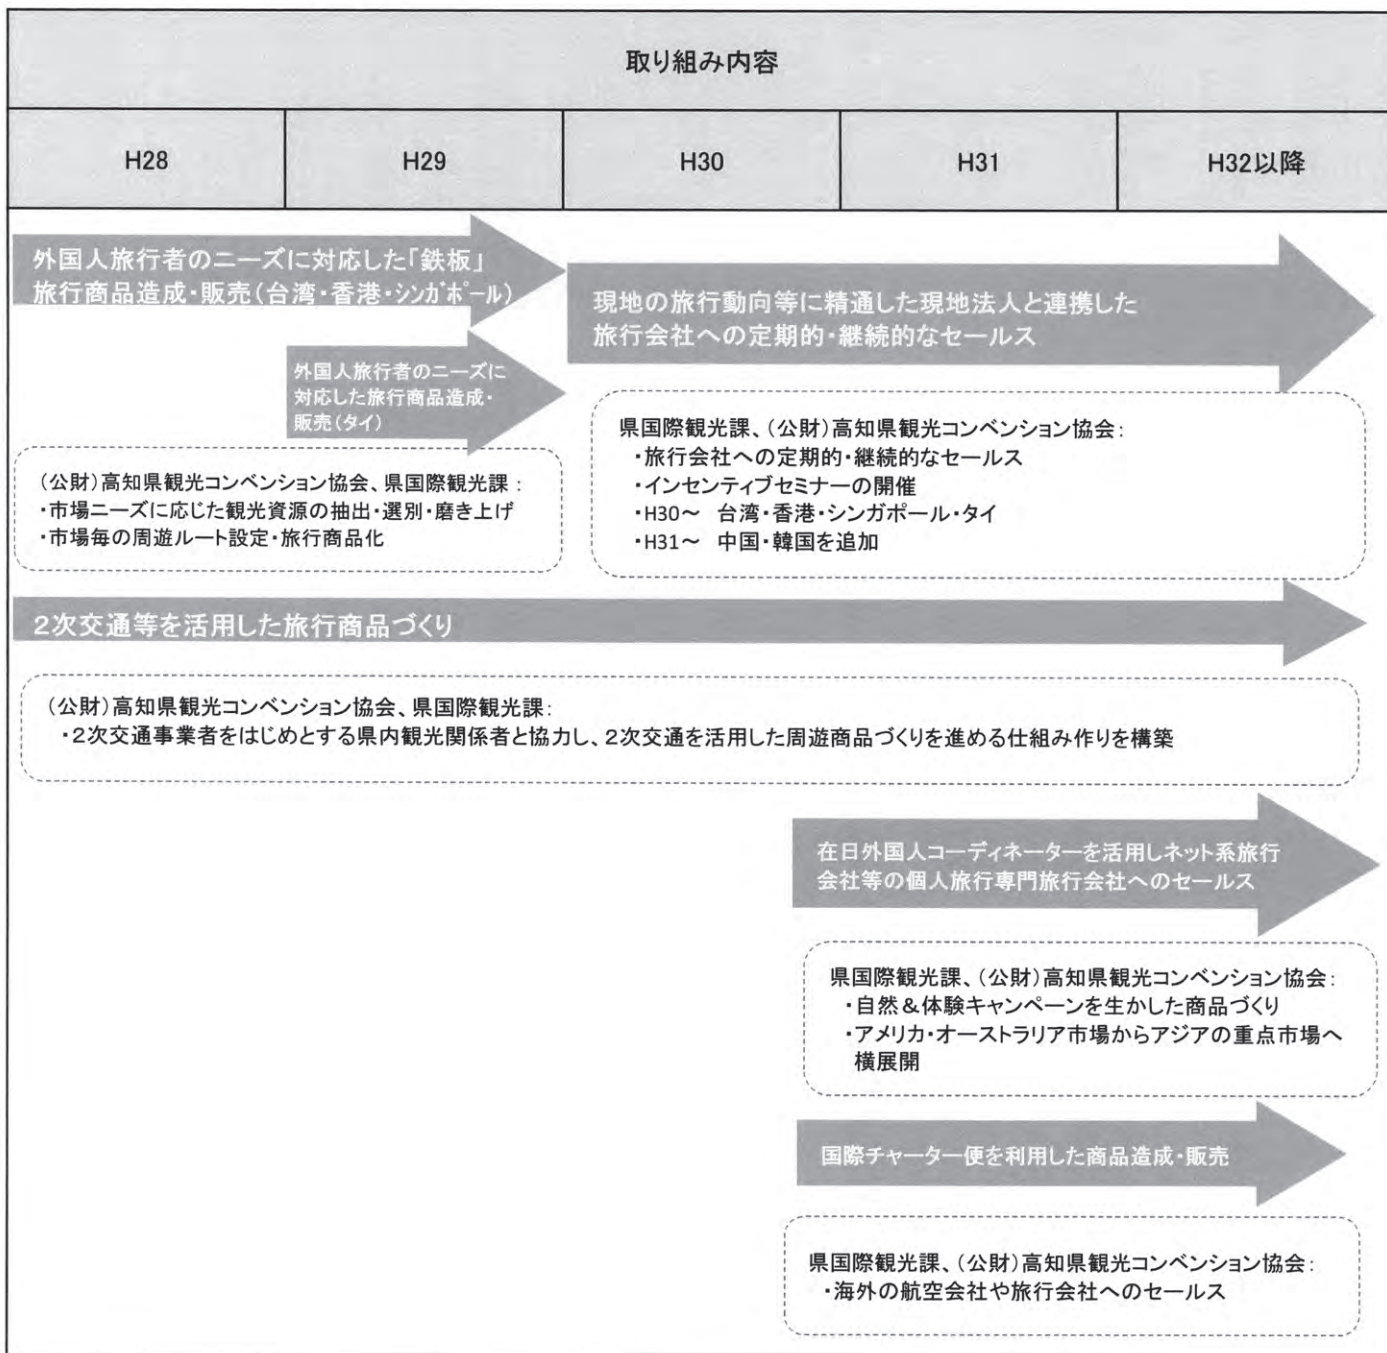 取り組み内容
H28
H29
H30
H31
H32以降
外国人旅行者のニーズに対応した「鉄板」
旅行商品造成・販売(台湾・香港・シンガポール)
外国人旅行者のニーズに
対応した旅行商品造成・
販売(タイ)
(公財)高知県観光コンベンション協会、県国際観光課:
・市場ニーズに応じた観光資源の抽出・選別・磨き上げ
・市場毎の周遊ルート設定・旅行商品化
現地の旅行動向等に精通した現地法人と連携した
旅行会社への定期的・継続的なセールス
県国際観光課、(公財)高知県観光コンベンション協会:
・旅行会社への定期的・継続的なセールス
・インセンティブセミナーの開催
・H30~ 台湾・香港・シンガポール・タイ
・H31~ 中国・韓国を追加
2次交通等を活用した旅行商品づくり
(公財)高知県観光コンベンション協会、県国際観光課:
・2次交通事業者をはじめとする県内観光関係者と協力し、2次交通を活用した周遊商品づくりを進める仕組み作りを構築
在日外国人コーディネーターを活用しネット系旅行
会社等の個人旅行専門旅行会社へのセールス
県国際観光課、(公財)高知県観光コンベンション協会:
・自然&体験キャンペーンを生かした商品づくり
・アメリカ・オーストラリア市場からアジアの重点市場へ
横展開
国際チャーター便を利用した商品造成・販売
県国際観光課、(公財)高知県観光コンベンション協会:
・海外の航空会社や旅行会社へのセールス